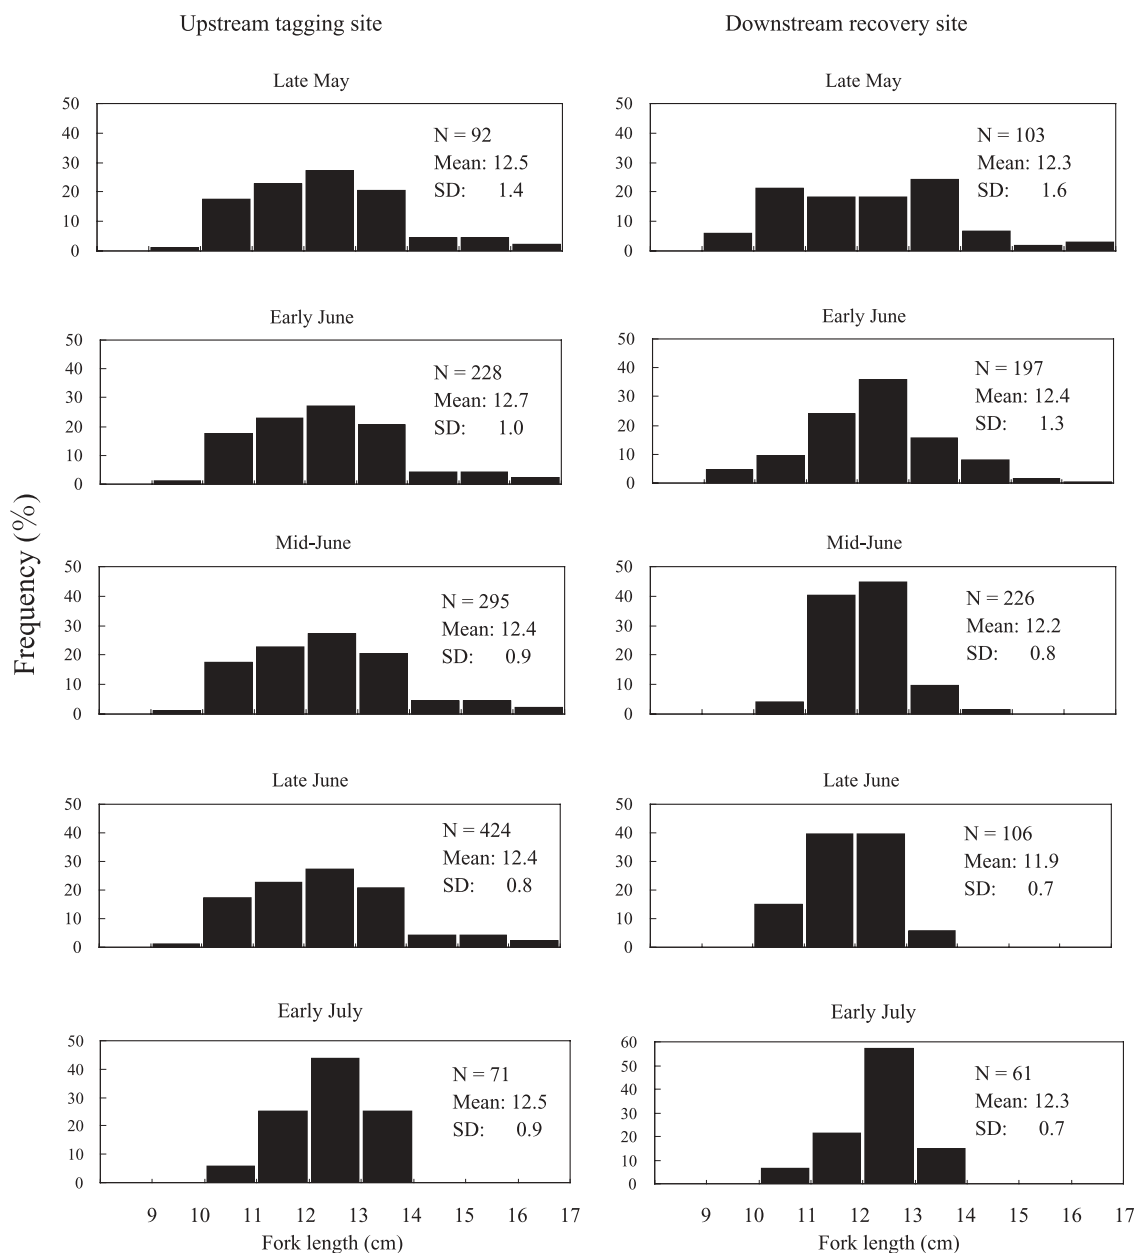 Upstream tagging site
Downstream recovery site
Late May
50
40
30
20
10
0
N = 92
Mean: 12.5
SD: 1.4
Late May
50
40
30
20
10
0
N = 103
Mean: 12.3
SD: 1.6
Early June
50
40
30
20
10
0
N = 228
Mean: 12.7
SD: 1.0
Early June
50
40
30
20
10
0
N = 197
Mean: 12.4
SD: 1.3
Frequency (%)
Mid-June
50
40
30
20
10
0
N = 295
Mean: 12.4
SD: 0.9
Mid-June
50
40
30
20
10
0
N = 226
Mean: 12.2
SD: 0.8
Late June
50
40
30
20
10
0
N = 424
Mean: 12.4
SD: 0.8
Late June
50
40
30
20
10
0
N = 106
Mean: 11.9
SD: 0.7
Early July
50
40
30
20
10
0
N = 71
Mean: 12.5
SD: 0.9
9 10 11 12 13 14 15 16 17
Fork length (cm)
Early July
60
50
40
30
20
10
0
N = 61
Mean: 12.3
SD: 0.7
9 10 11 12 13 14 15 16 17
Fork length (cm)